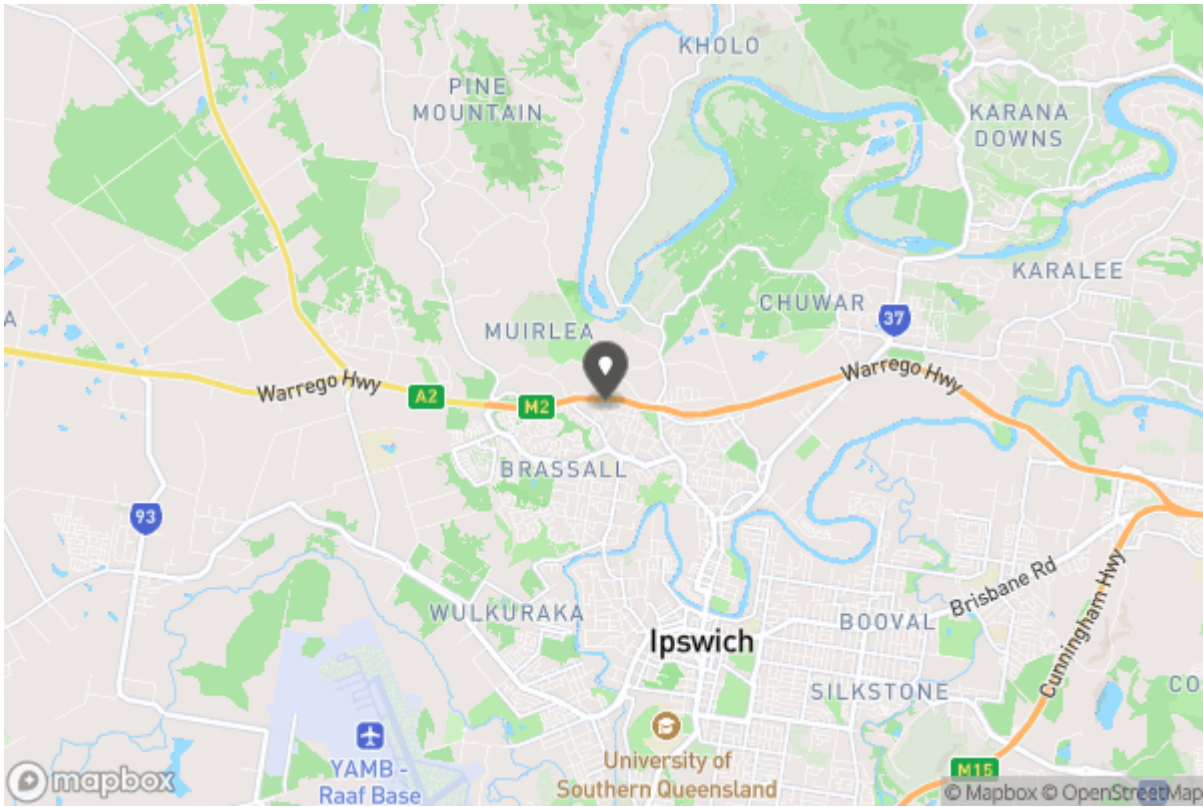 KHOLO
PINE
MOUNTAIN
KARANA
DOWNS
KARALEE
CHUWAR
A
37
MUIRLEA
Warrego Hwy
Warrego Hwy
A2
M2
BRASSALL
93
Brisbane Rd
Cunningham Hwy
WULKURAKA
BOOVAL
Ipswich
SILKSTONE
CO
University of
Southern Queensland
YAMB -
Raaf Base
M15
mapbox
© Mapbox © OpenStreetMap